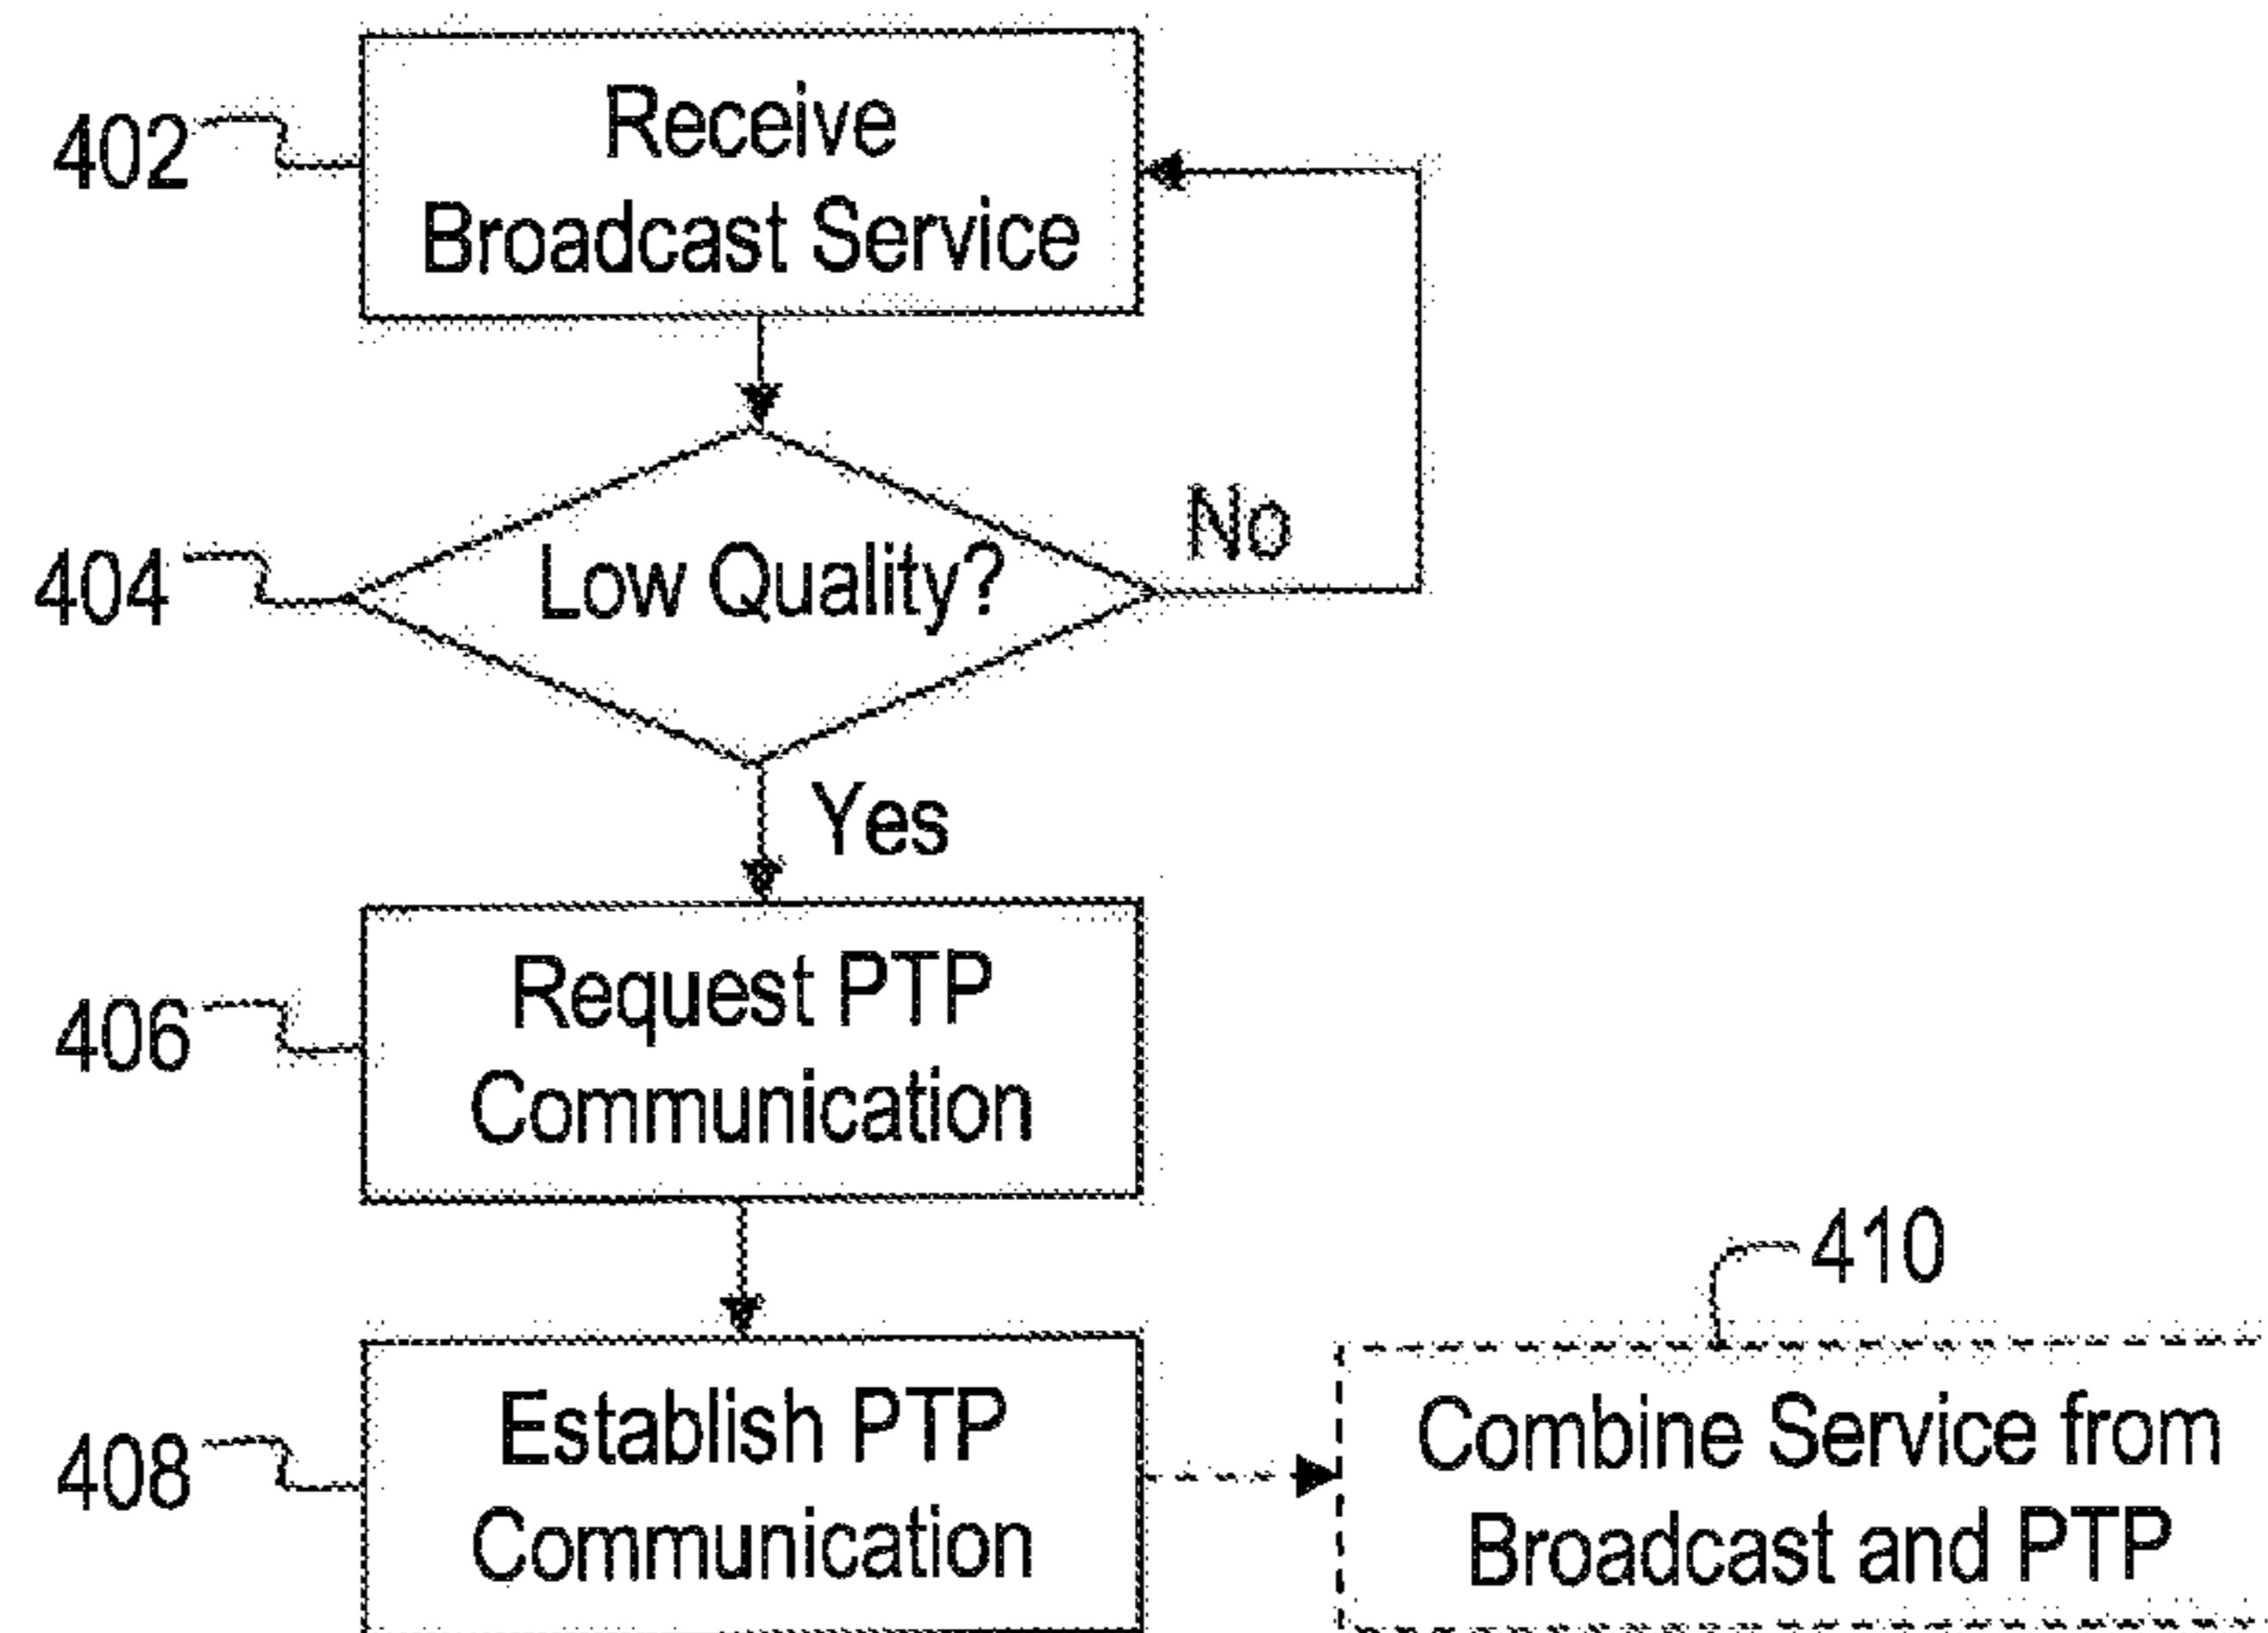 402
Receive
Broadcast Service
404
Low Quality?
No
Yes
406
Request PTP
Communication
408
Establish PTP
Communication
410
Combine Service from
Broadcast and PTP